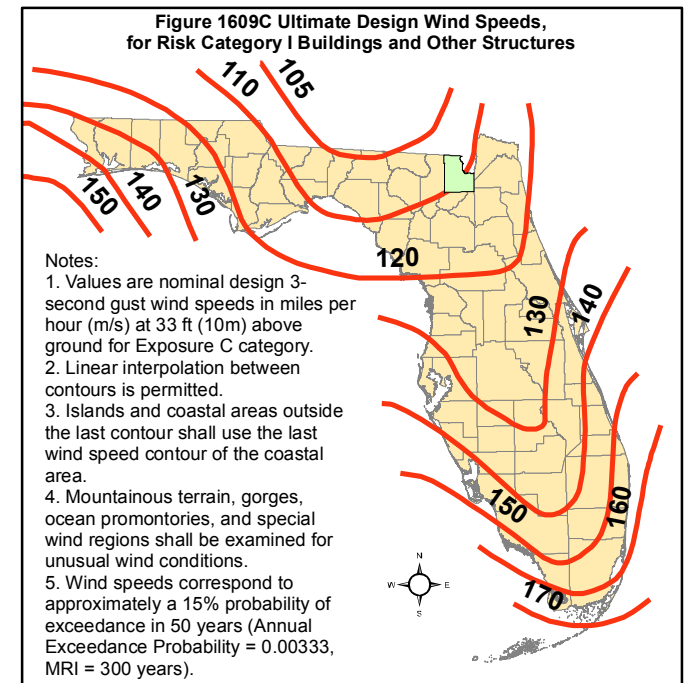 Figure 1609C Ultimate Design Wind Speeds,
for Risk Category I Buildings and Other Structures
105
110
150
140
130
120
130
140
150
160
170
Notes:
1. Values are nominal design 3-
second gust wind speeds in miles per
hour (m/s) at 33 ft (10m) above
ground for Exposure C category.
2. Linear interpolation between
contours is permitted.
3. Islands and coastal areas outside
the last contour shall use the last
wind speed contour of the coastal
area.
4. Mountainous terrain, gorges,
ocean promontories, and special
wind regions shall be examined for
unusual wind conditions.
5. Wind speeds correspond to
approximately a 15% probability of
exceedance in 50 years (Annual
Exceedance Probability = 0.00333,
MRI = 300 years).
N
W E
S